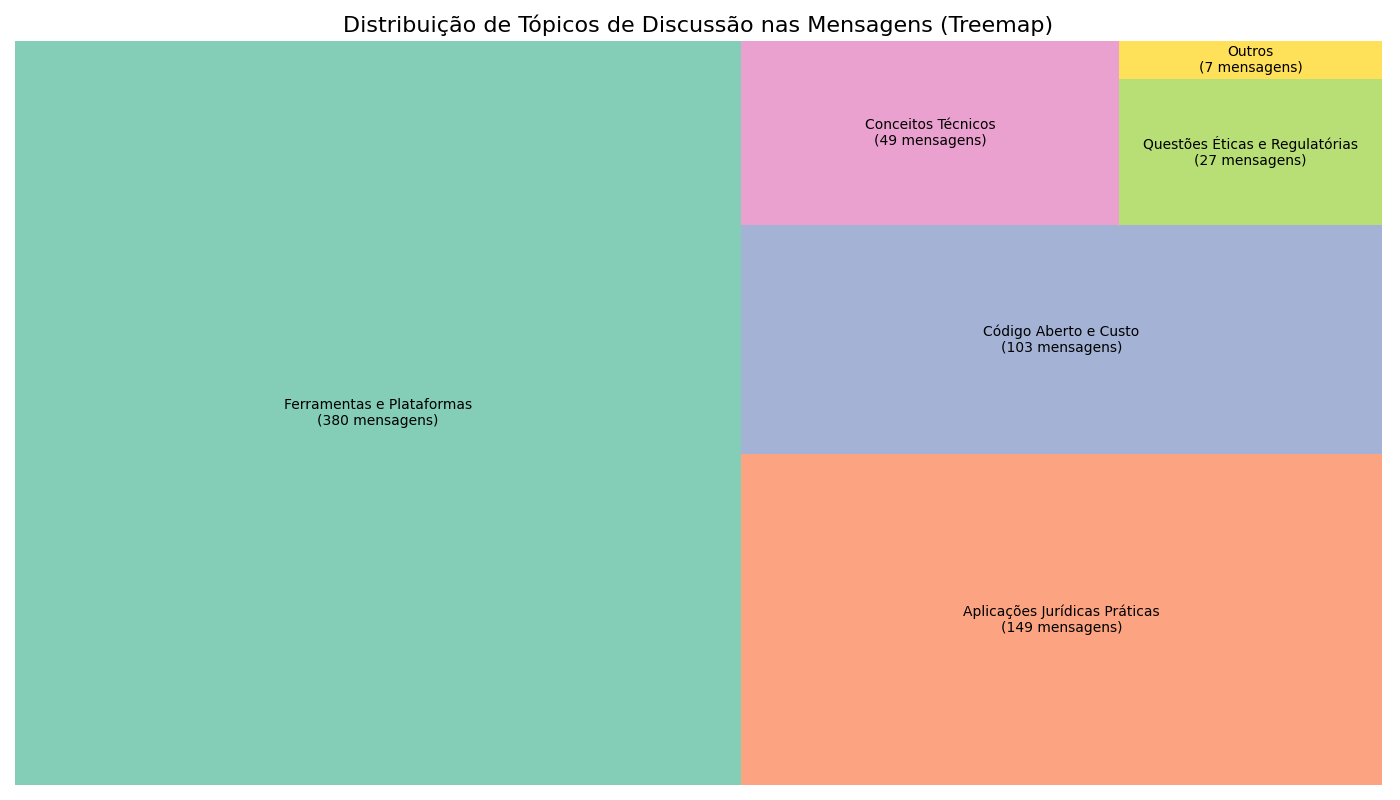 Distribuição de Tópicos de Discussão nas Mensagens (Treemap)
Outros
(7 mensagens)
Conceitos Técnicos
(49 mensagens)
Questões Éticas e Regulatórias
(27 mensagens)
Código Aberto e Custo
(103 mensagens)
Ferramentas e Plataformas
(380 mensagens)
Aplicações Jurídicas Práticas
(149 mensagens)